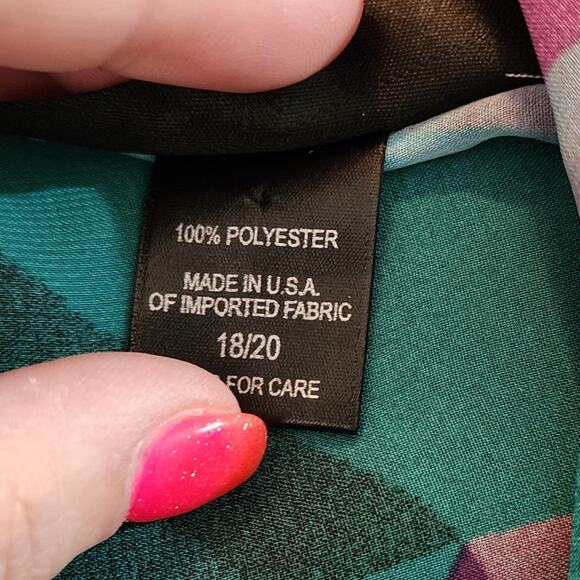 100% POLYESTER
MADE IN U.S.A.
OF IMPORTED FABRIC
18/20
FOR CARE